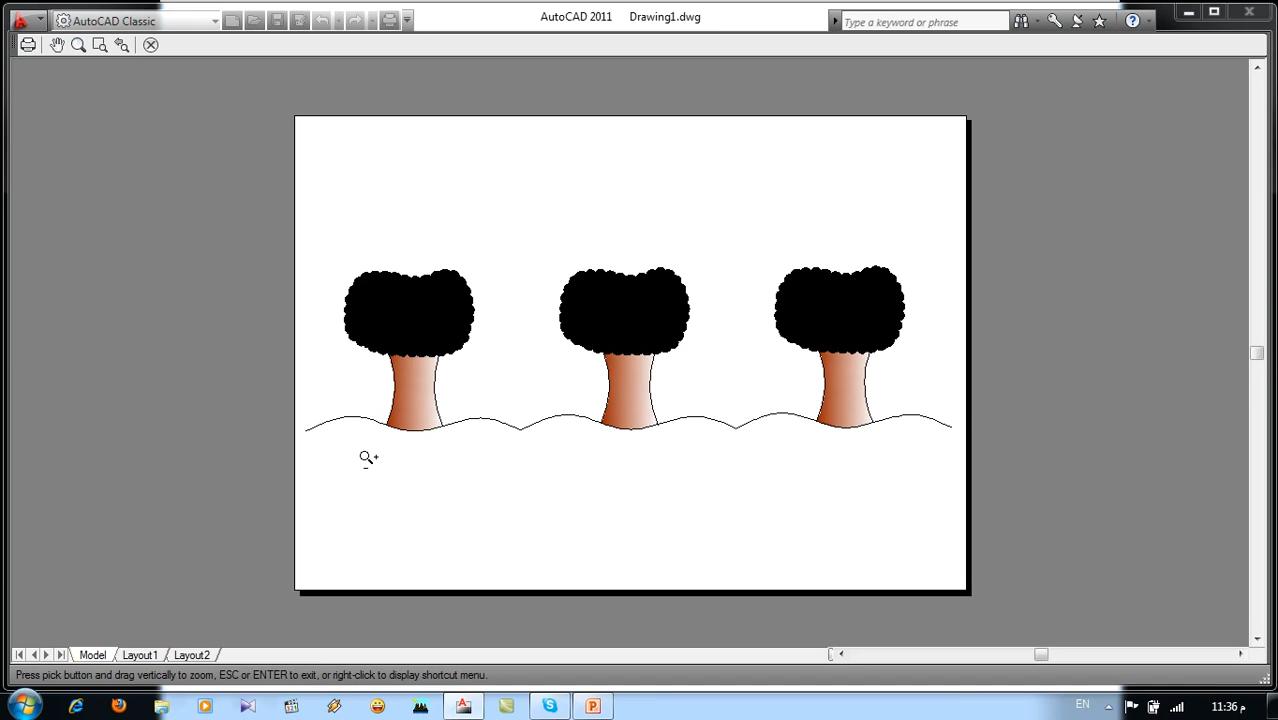 AutoCAD Classic
AutoCAD 2011 Drawing1.dwg
Type a keyword or phrase
Model Layout1 Layout2
Press pick button and drag vertically to zoom, ESC or ENTER to exit, or right-click to display shortcut menu.
EN
11:36 م